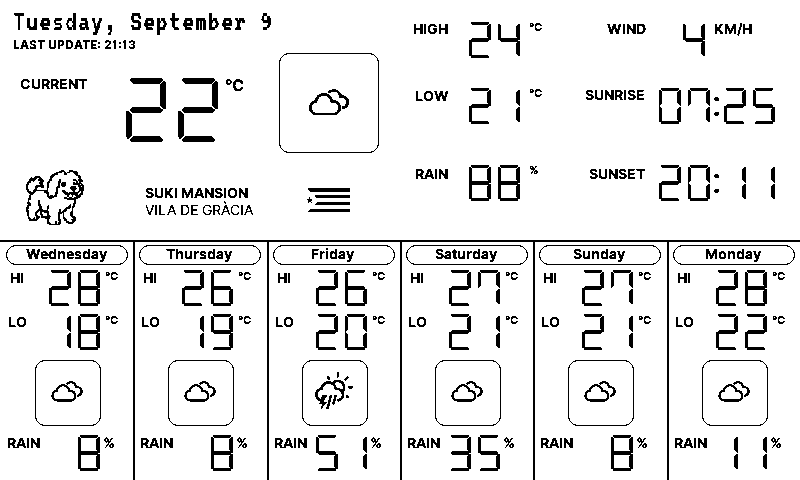 Tuesday, September 9
LAST UPDATE: 21:13
CURRENT 22 °C
SUKI MANSION
VILA DE GRÀCIA
HIGH 24 °C
LOW 21 °C
RAIN 88 %
WIND 4 KM/H
SUNRISE 07:25
SUNSET 20:11
Wednesday
HI 28 °C
LO 18 °C
RAIN 8 %
Thursday
HI 26 °C
LO 19 °C
RAIN 8 %
Friday
HI 26 °C
LO 20 °C
RAIN 51 %
Saturday
HI 27 °C
LO 21 °C
RAIN 35 %
Sunday
HI 27 °C
LO 21 °C
RAIN 8 %
Monday
HI 28 °C
LO 22 °C
RAIN 11 %